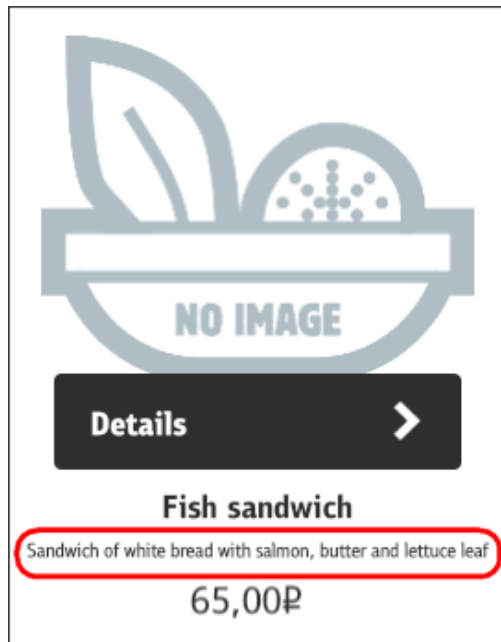 NO IMAGE
Details
Fish sandwich
Sandwich of white bread with salmon, butter and lettuce leaf
65,00₽